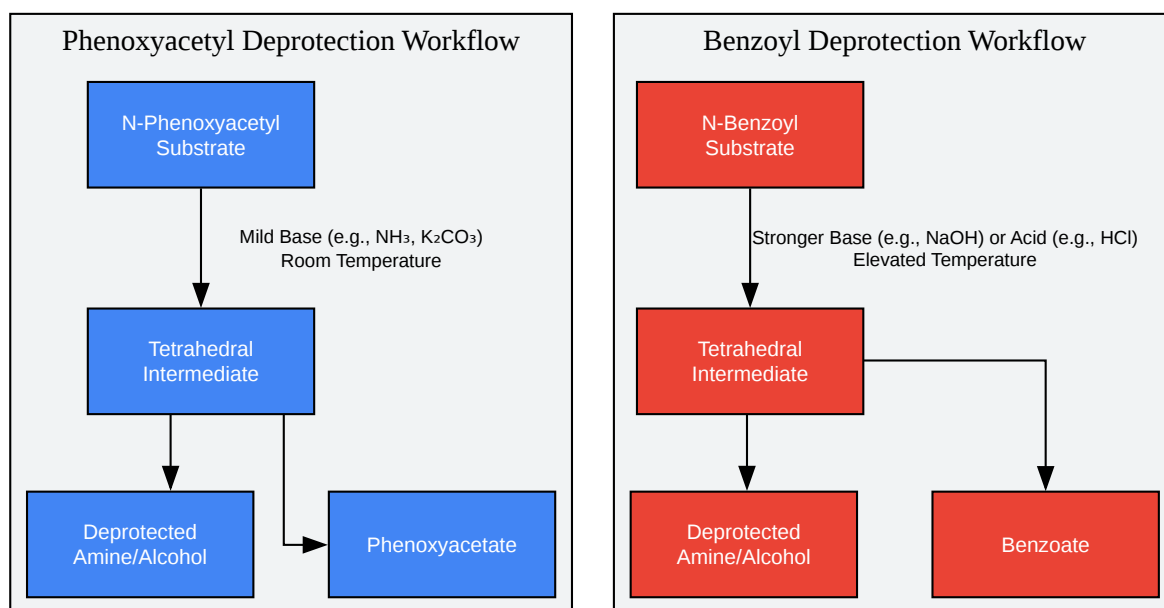 Phenoxyacetyl Deprotection Workflow
N-Phenoxyacetyl
Substrate
Mild Base (e.g., NH₃, K₂CO₃)
Room Temperature
Tetrahedral
Intermediate
Deprotected
Amine/Alcohol
Phenoxyacetate
Benzoyl Deprotection Workflow
N-Benzoyl
Substrate
Stronger Base (e.g., NaOH) or Acid (e.g., HCl)
Elevated Temperature
Tetrahedral
Intermediate
Deprotected
Amine/Alcohol
Benzoate